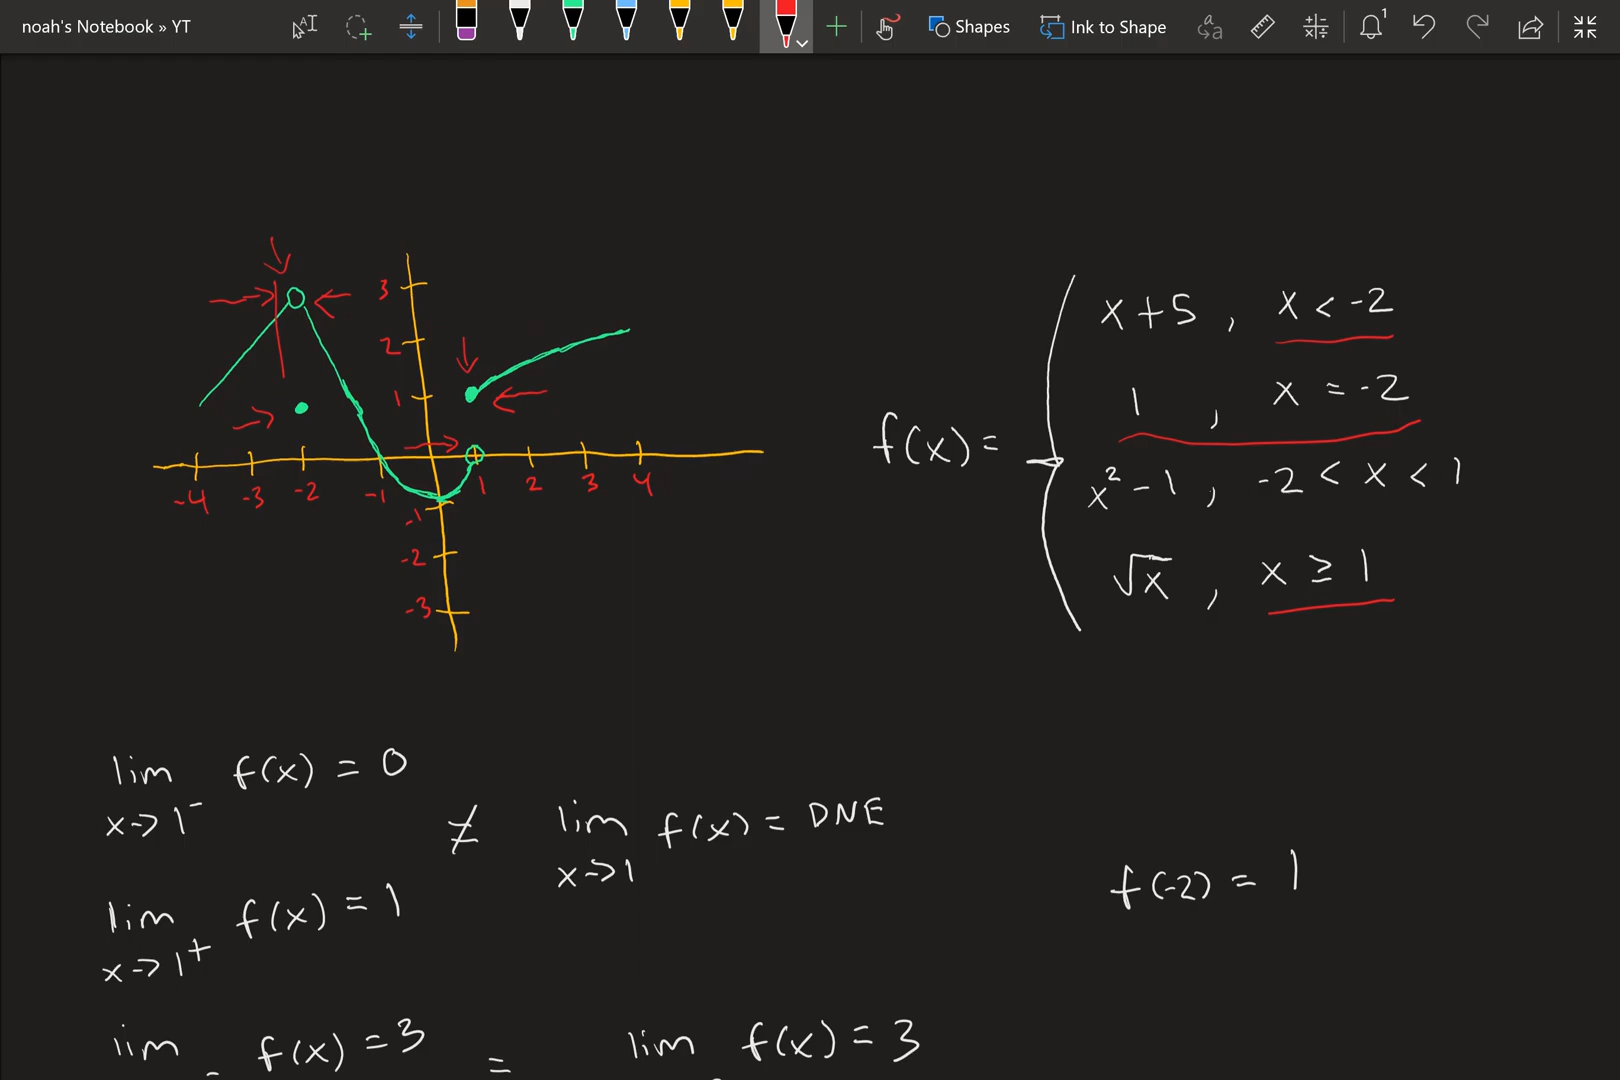 noah's Notebook » YT
Shapes
Ink to Shape
1
3
2
1
-4 -3 -2 -1 1 2 3 4
-1
-2
-3
f(x) =
x + 5 , x < -2
1 , x = -2
x² - 1 , -2 < x < 1
√x , x ≥ 1
lim f(x) = 0
x→1⁻
≠
lim f(x) = DNE
x→1
lim f(x) = 1
x→1⁺
f(-2) = 1
lim f(x) = 3
=
lim f(x) = 3